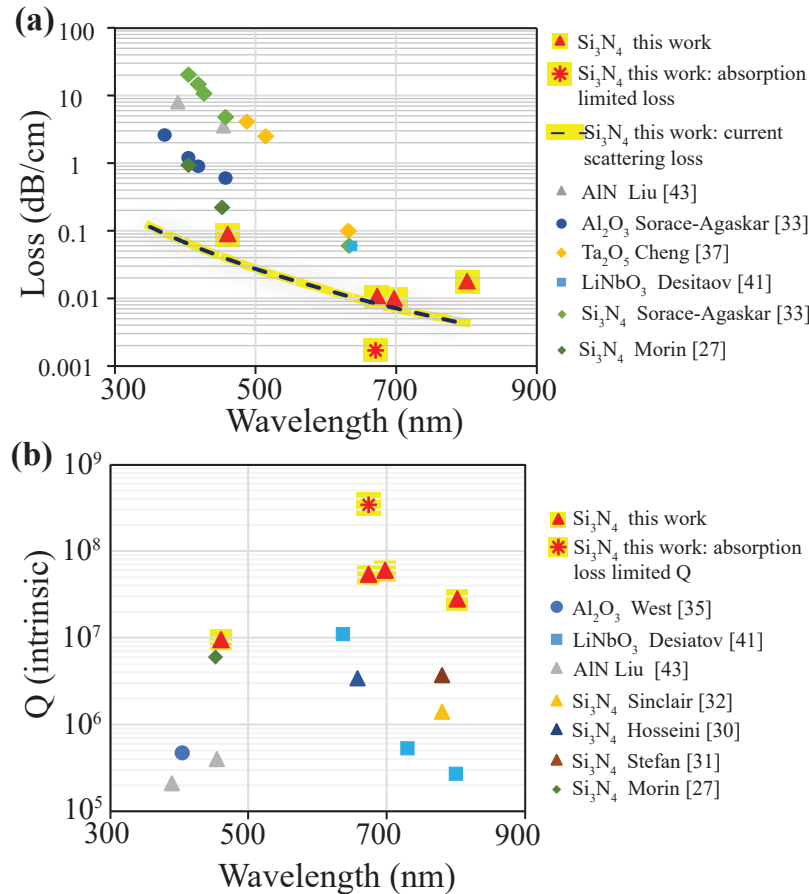 (a)
100
10
1
0.1
0.01
0.001
300
500
700
900
Loss (dB/cm)
Wavelength (nm)
Si3N4 this work
Si3N4 this work: absorption
limited loss
Si3N4 this work: current
scattering loss
AlN Liu [43]
Al2O3 Sorace-Agaskar [33]
Ta2O5 Cheng [37]
LiNbO3 Desitaov [41]
Si3N4 Sorace-Agaskar [33]
Si3N4 Morin [27]
(b)
10^9
10^8
10^7
10^6
10^5
300
500
700
900
Q (intrinsic)
Wavelength (nm)
Si3N4 this work
Si3N4 this work: absorption
loss limited Q
Al2O3 West [35]
LiNbO3 Desiatov [41]
AlN Liu [43]
Si3N4 Sinclair [32]
Si3N4 Hosseini [30]
Si3N4 Stefan [31]
Si3N4 Morin [27]